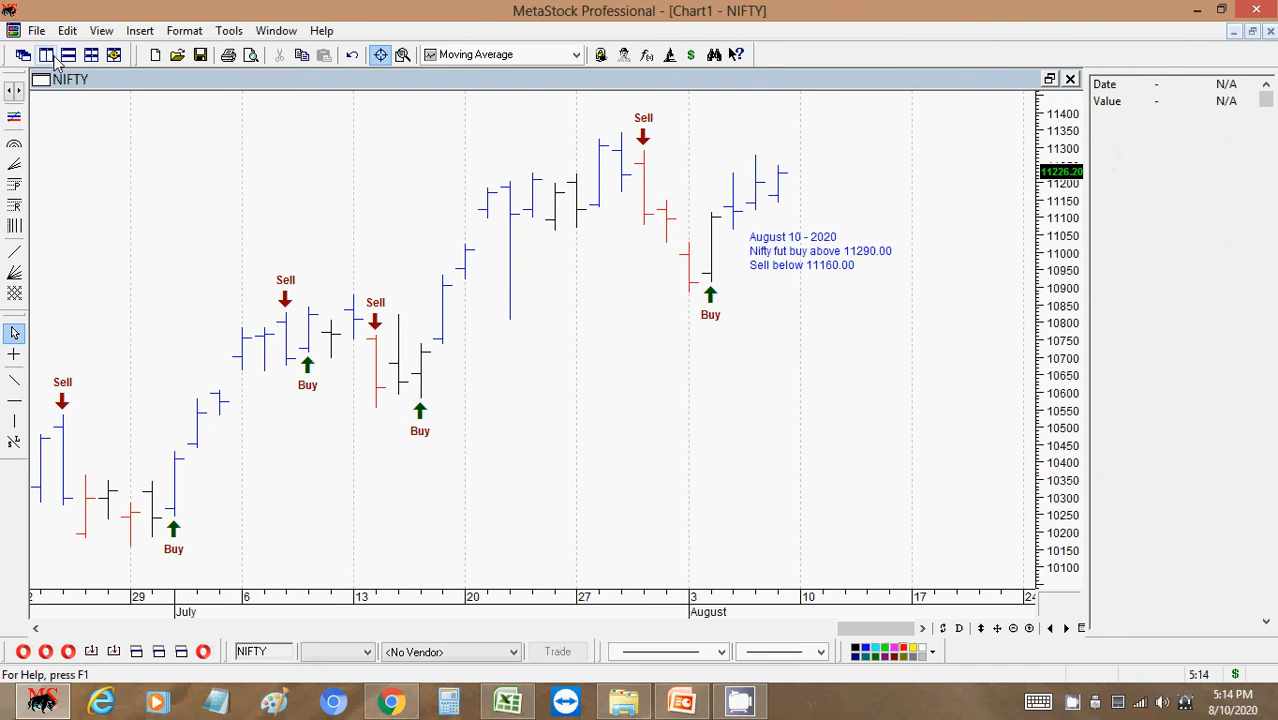 MetaStock Professional - [Chart1 - NIFTY]
File Edit View Insert Format Tools Window Help
Moving Average
NIFTY
Date - N/A
Value - N/A
Sell
Sell
Sell
Sell
Buy
Buy
Buy
Buy
August 10 - 2020
Nifty fut buy above 11290.00
Sell below 11160.00
11400
11350
11300
11226.20
11200
11150
11100
11050
11000
10950
10900
10850
10800
10750
10700
10650
10600
10550
10500
10450
10400
10350
10300
10250
10200
10150
10100
29 6 13 20 27 3 10 17 24
July August
NIFTY <No Vendor> Trade
For Help, press F1
5:14 $
5:14 PM
8/10/2020